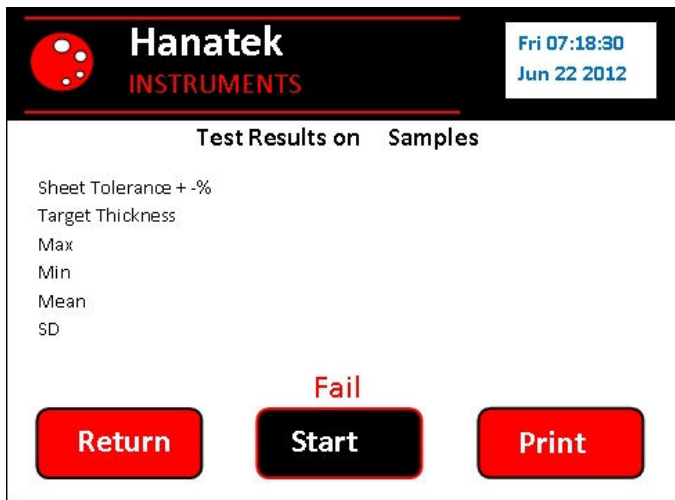 Hanatek
INSTRUMENTS
Fri 07:18:30
Jun 22 2012
Test Results on Samples
Sheet Tolerance + -%
Target Thickness
Max
Min
Mean
SD
Fail
Return Start Print